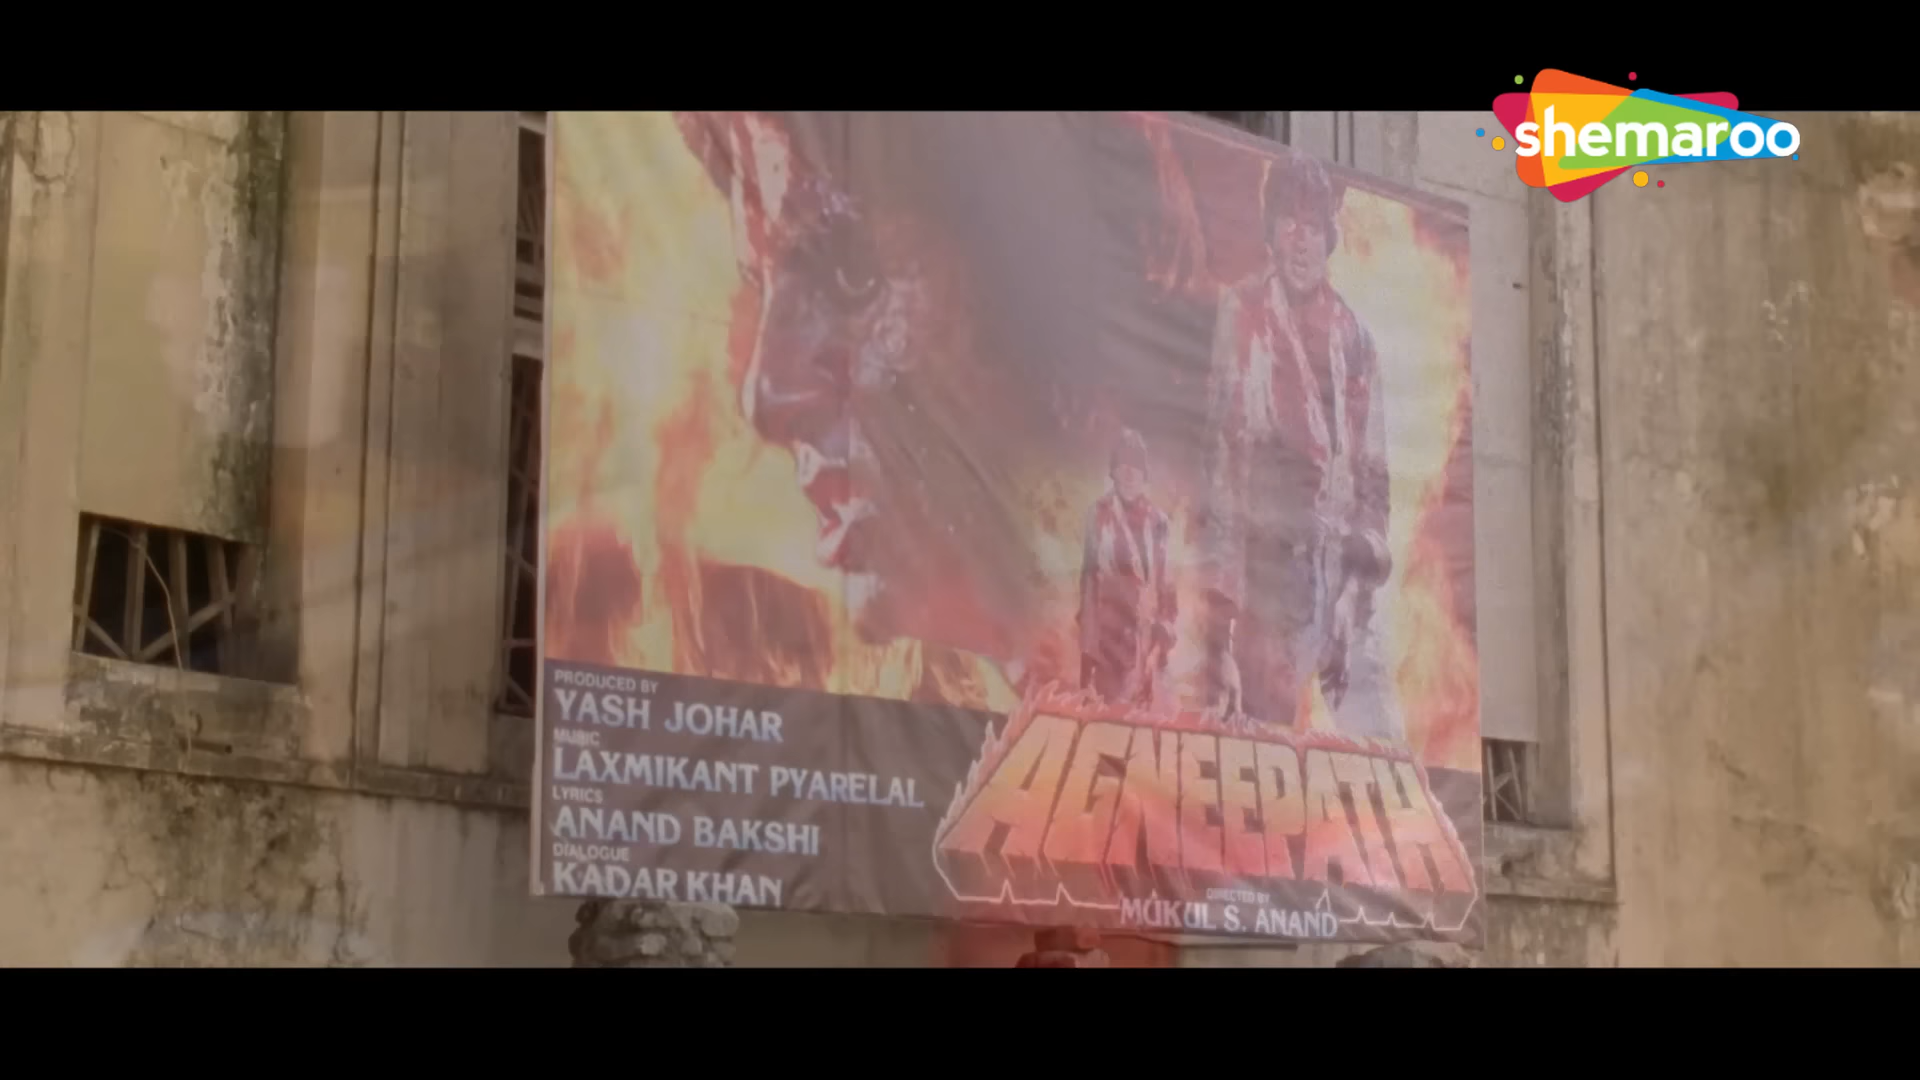 shemaroo
PRODUCED BY
YASH JOHAR
MUSIC
LAXMIKANT PYARELAL
LYRICS
ANAND BAKSHI
DIALOGUE
KADAR KHAN
AGNEEPATH
DIRECTED BY
MUKUL S. ANAND